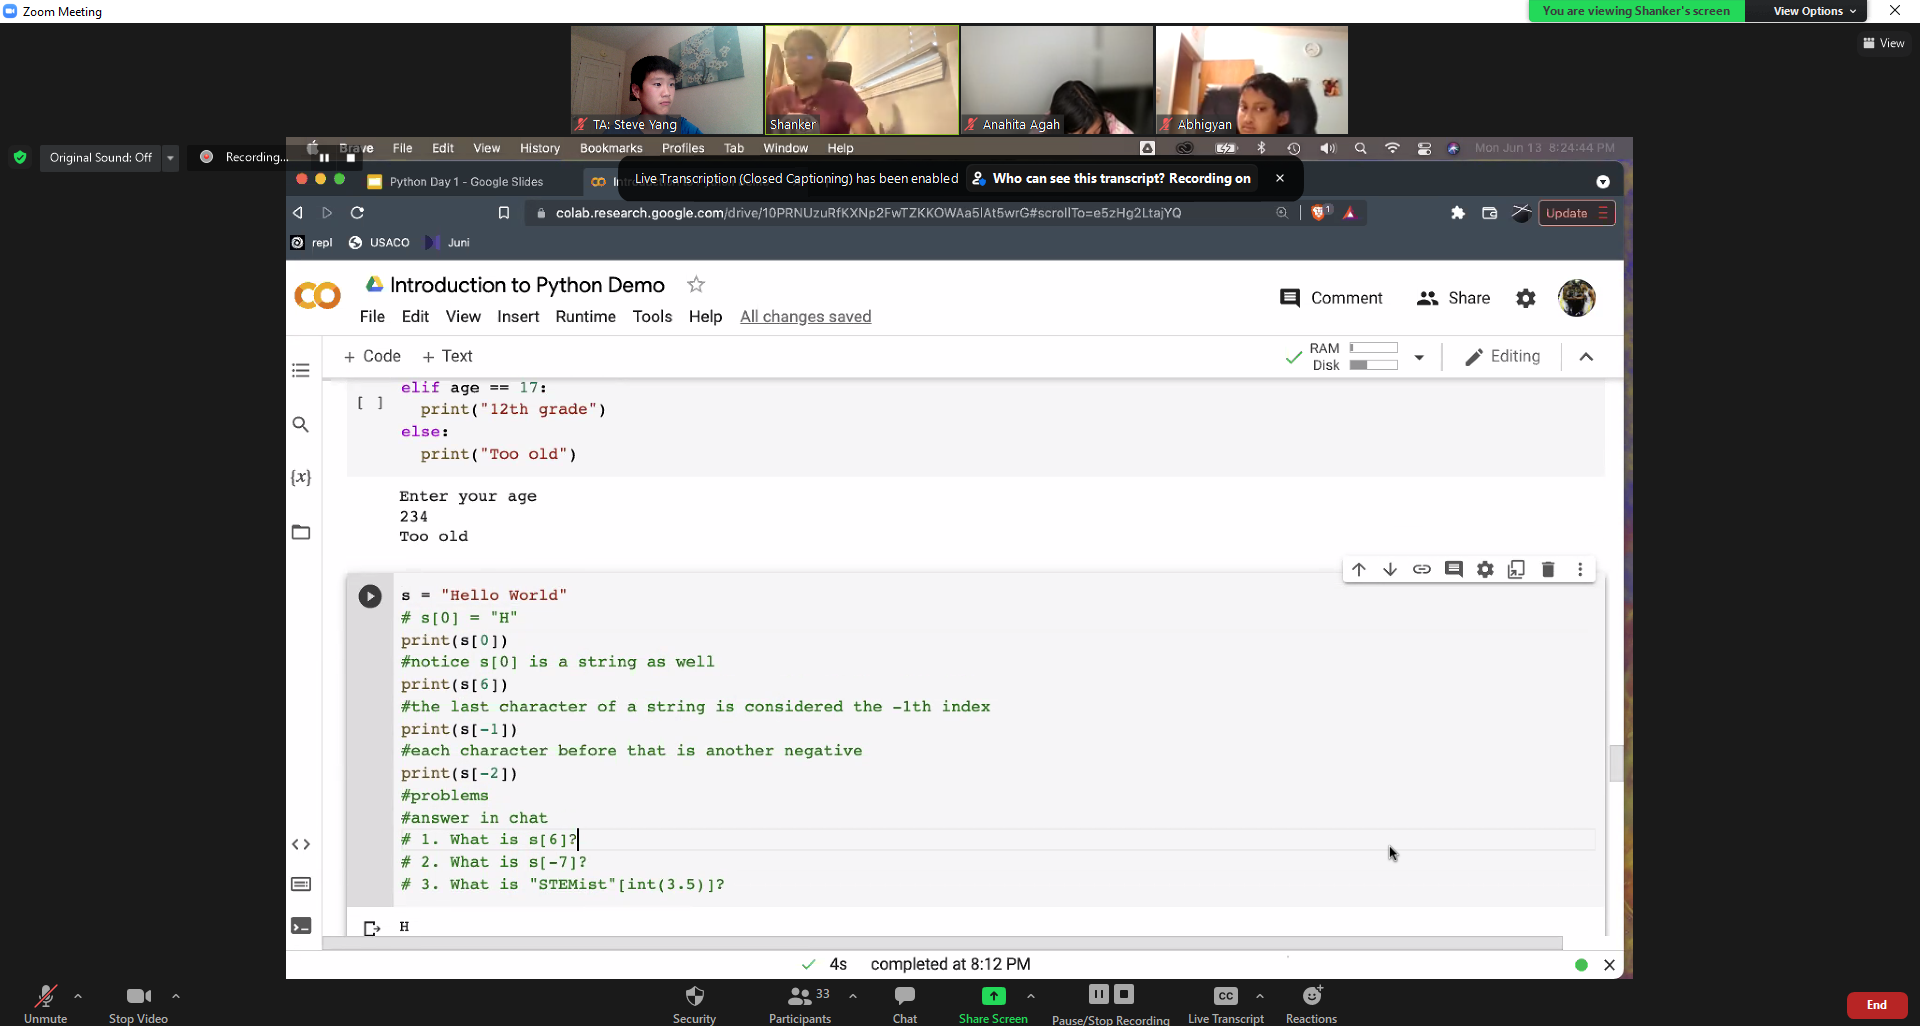 Zoom Meeting
You are viewing Shanker's screen
View Options
View
TA: Steve Yang
Shanker
Anahita Agah
Abhigyan
Original Sound: Off
Recording...
Brave File Edit View History Bookmarks Profiles Tab Window Help
Mon Jun 13 8:24:44 PM
Python Day 1 - Google Slides
Live Transcription (Closed Captioning) has been enabled
Who can see this transcript? Recording on
colab.research.google.com/drive/10PRNUzuRfKXNp2FwTZKKOWAa5lAt5wrG#scrollTo=e5zHg2LtajYQ
1
Update
repl USACO Juni
Introduction to Python Demo
Comment
Share
File Edit View Insert Runtime Tools Help All changes saved
+ Code + Text
RAM
Disk
Editing
elif age == 17:
[ ]
print("12th grade")
else:
print("Too old")
Enter your age
234
Too old
{x}
s = "Hello World"
# s[0] = "H"
print(s[0])
#notice s[0] is a string as well
print(s[6])
#the last character of a string is considered the -1th index
print(s[-1])
#each character before that is another negative
print(s[-2])
#problems
#answer in chat
# 1. What is s[6]?
# 2. What is s[-7]?
# 3. What is "STEMist"[int(3.5)]?
H
4s completed at 8:12 PM
Unmute
Stop Video
Security
33
Participants
Chat
Share Screen
Pause/Stop Recording
CC
Live Transcript
Reactions
End